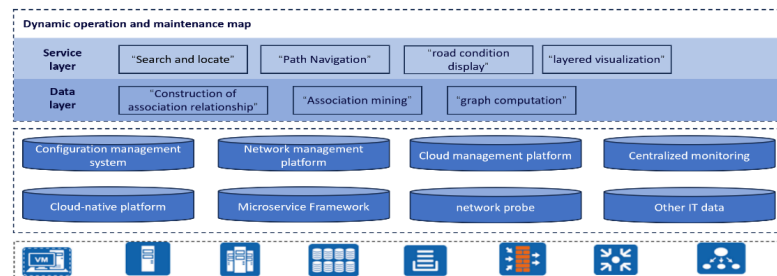 Dynamic operation and maintenance map
Service
layer
"Search and locate"
"Path Navigation"
"road condition
display"
"layered visualization"
Data
layer
"Construction of
association relationship"
"Association mining"
"graph computation"
Configuration management
system
Network management
platform
Cloud management platform
Centralized monitoring
Cloud-native platform
Microservice Framework
network probe
Other IT data
VM